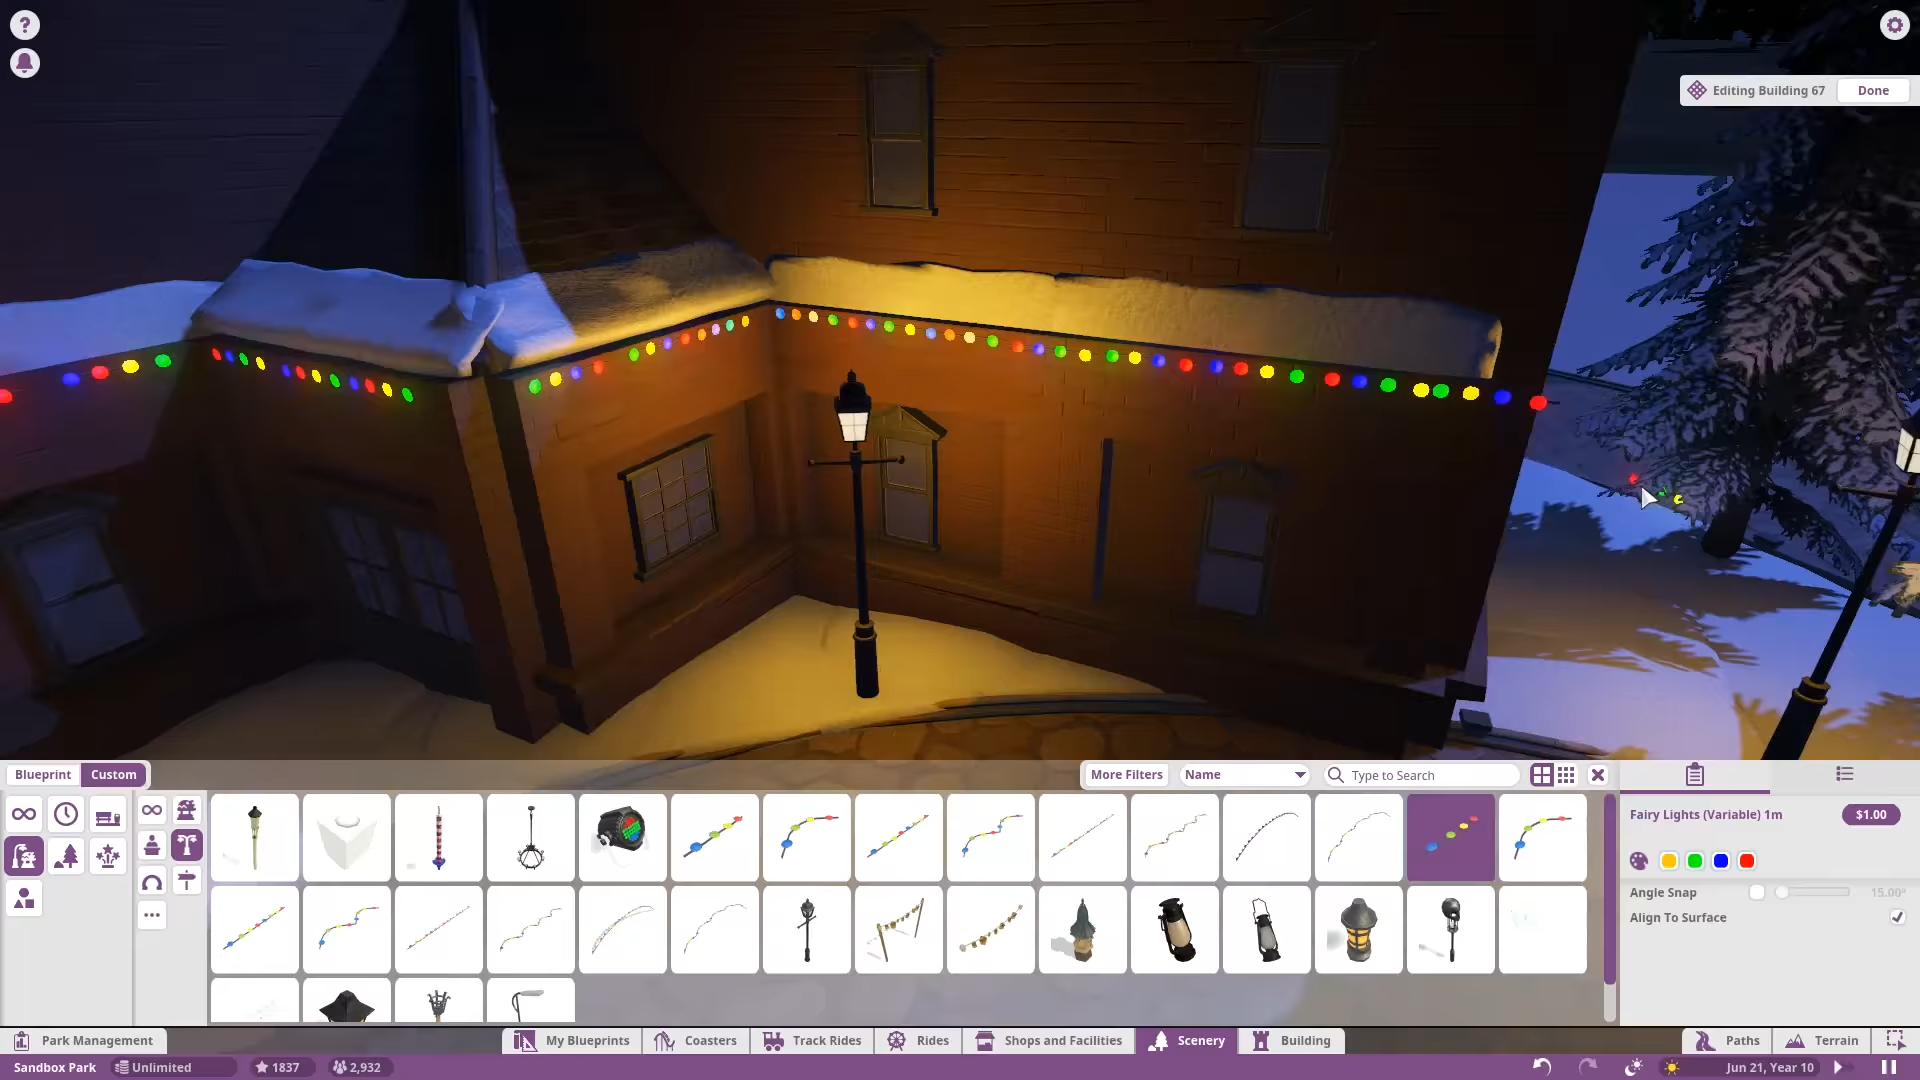 ?
Editing Building 67 Done
Blueprint Custom
More Filters Name Type to Search
Fairy Lights (Variable) 1m $1.00
Angle Snap 15.00°
Align To Surface
Park Management My Blueprints Coasters Track Rides Rides Shops and Facilities Scenery Building Paths Terrain
Sandbox Park Unlimited 1837 2,932 Jun 21, Year 10